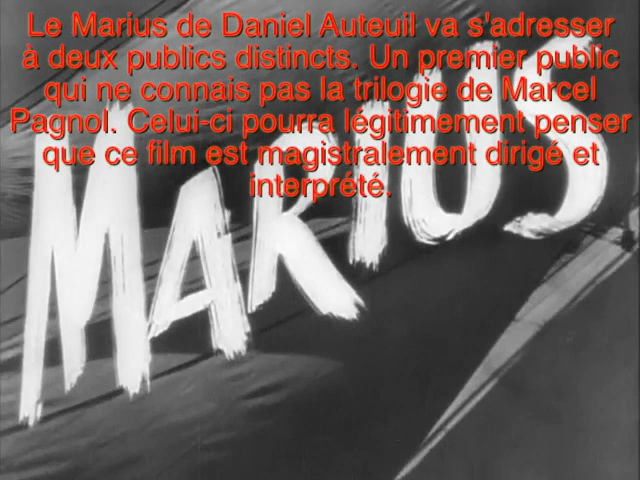 Le Marius de Daniel Auteuil va s'adresser
à deux publics distincts. Un premier public
qui ne connais pas la trilogie de Marcel
Pagnol. Celui-ci pourra légitimement penser
que ce film est magistralement dirigé et
interprété.
MARIUS